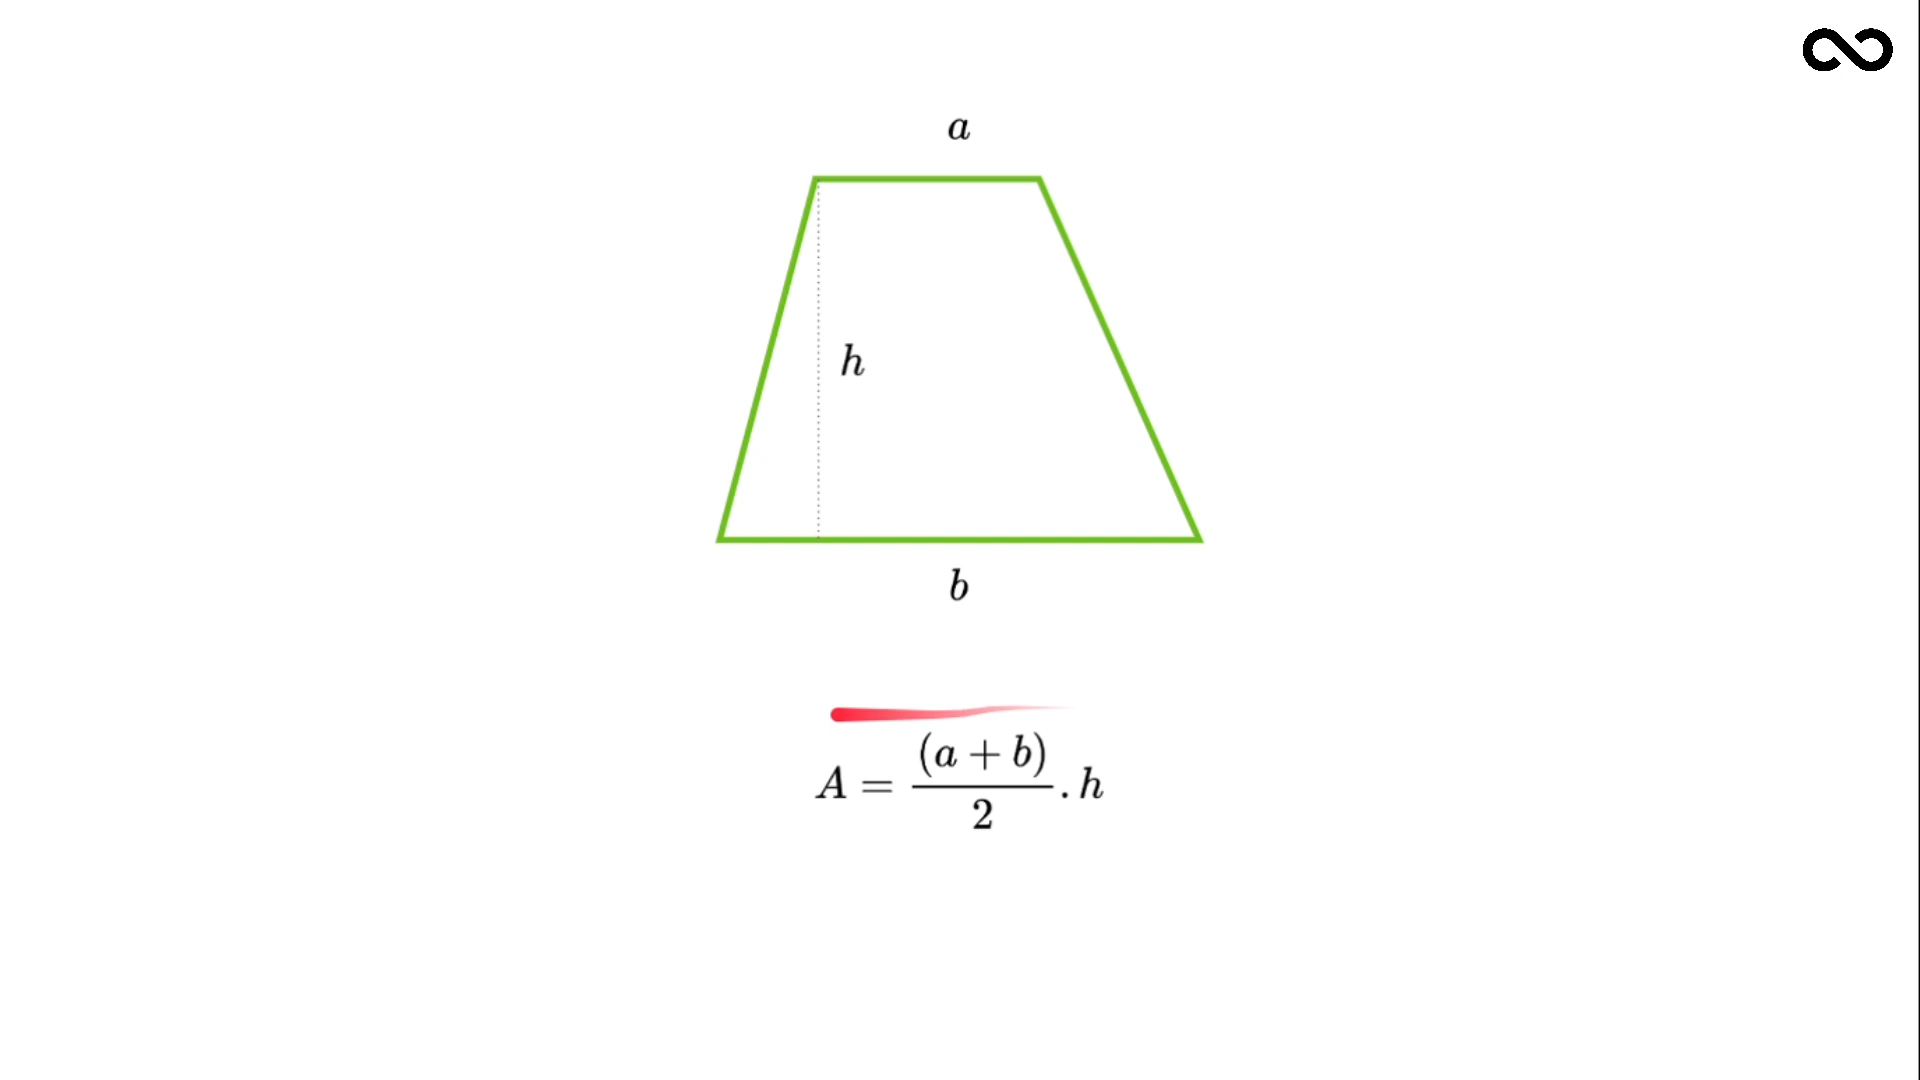 a
h
b
A = (a + b)/2 . h